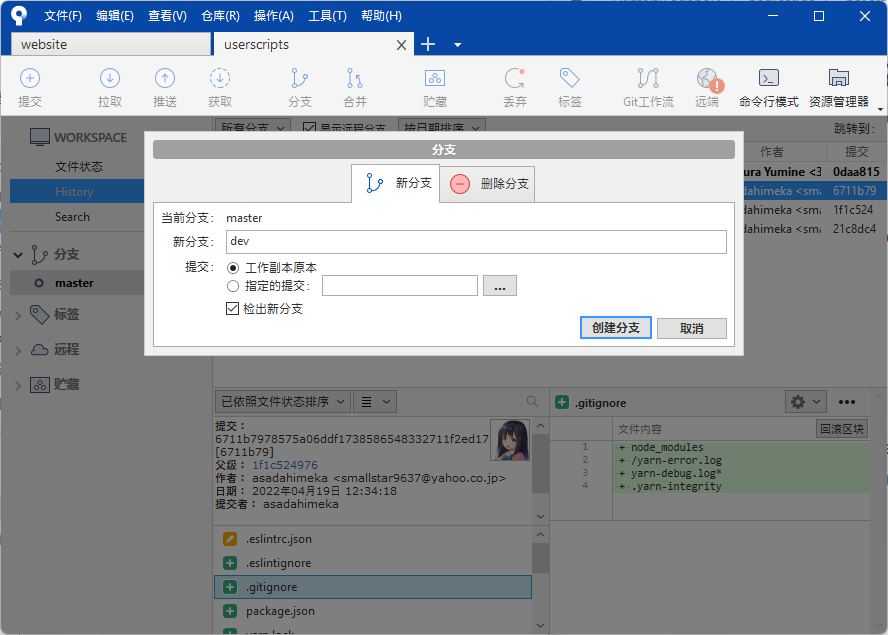 文件(F) 编辑(E) 查看(V) 仓库(R) 操作(A) 工具(T) 帮助(H)
website
userscripts
提交
拉取
推送
获取
分支
合并
贮藏
丢弃
标签
Git工作流
远端
命令行模式
资源管理器
WORKSPACE
文件状态
History
Search
分支
master
标签
远程
贮藏
所有分支
显示远程分支
按日期排序
跳转到:
作者
提交
ura Yumine <3
0daa815
dahimeka <sma
6711b79
dahimeka <sma
1f1c524
dahimeka <sma
21c8dc4
分支
新分支
删除分支
当前分支: master
新分支: dev
提交: 工作副本原本
指定的提交:
...
检出新分支
创建分支
取消
已依照文件状态排序
提交:
6711b7978575a06ddf1738586548332711f2ed17
[6711b79]
父级: 1f1c524976
作者: asadahimeka <smallstar9637@yahoo.co.jp>
日期: 2022年04月19日 12:34:18
提交者: asadahimeka
.eslintrc.json
.eslintignore
.gitignore
package.json
yarn.lock
.gitignore
文件内容
回滚区块
1 + node_modules
2 + /yarn-error.log
3 + yarn-debug.log*
4 + .yarn-integrity